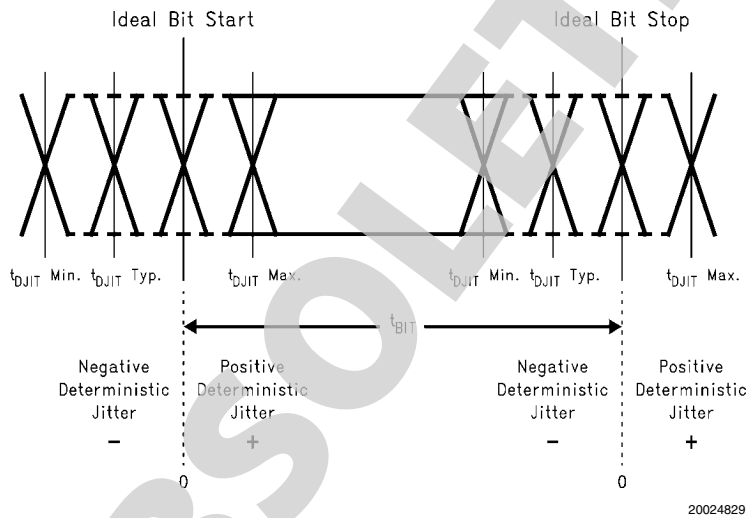 Ideal Bit Start
Ideal Bit Stop
tDJIT Min.
tDJIT Typ.
tDJIT Max.
tDJIT Min.
tDJIT Typ.
tDJIT Max.
tBIT
Negative
Deterministic
Jitter
−
Positive
Deterministic
Jitter
+
Negative
Deterministic
Jitter
−
Positive
Deterministic
Jitter
+
0
0
20024829
OBSOLETE